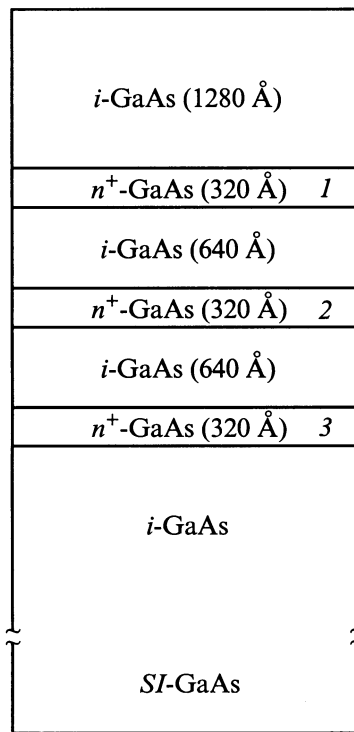 i-GaAs (1280 Å)
n⁺-GaAs (320 Å) 1
i-GaAs (640 Å)
n⁺-GaAs (320 Å) 2
i-GaAs (640 Å)
n⁺-GaAs (320 Å) 3
i-GaAs
SI-GaAs